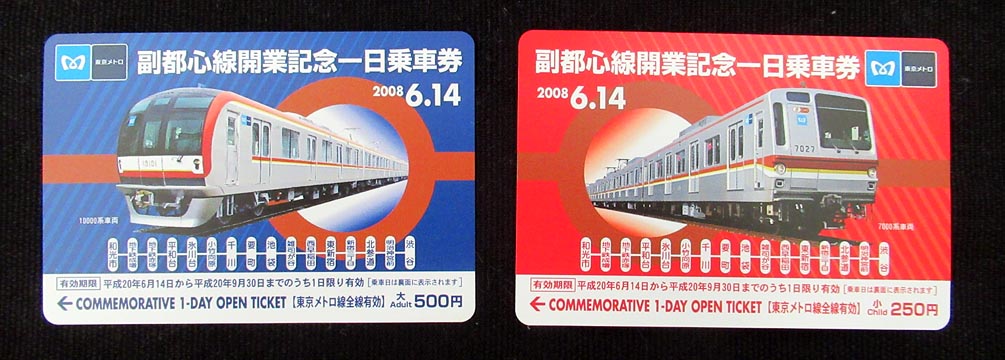 東京メトロ
副都心線開業記念一日乗車券
2008 6.14
10101
10000系車両
和光市
地下鉄成増
地下鉄赤塚
平和台
氷川台
小竹向原
千川
要町
池袋
雑司が谷
西早稲田
東新宿
新宿三丁目
北参道
明治神宮前
渋谷
有効期限 平成20年6月14日から平成20年9月30日までのうち1日限り有効 [乗車日は裏面に表示されます]
← COMMEMORATIVE 1-DAY OPEN TICKET 【東京メトロ線全線有効】 大 Adult 500円
副都心線開業記念一日乗車券
東京メトロ
2008 6.14
7027
7000系車両
和光市
地下鉄成増
地下鉄赤塚
平和台
氷川台
小竹向原
千川
要町
池袋
雑司が谷
西早稲田
東新宿
新宿三丁目
北参道
明治神宮前
渋谷
有効期限 平成20年6月14日から平成20年9月30日までのうち1日限り有効 [乗車日は裏面に表示されます]
← COMMEMORATIVE 1-DAY OPEN TICKET 【東京メトロ線全線有効】 小 Child 250円